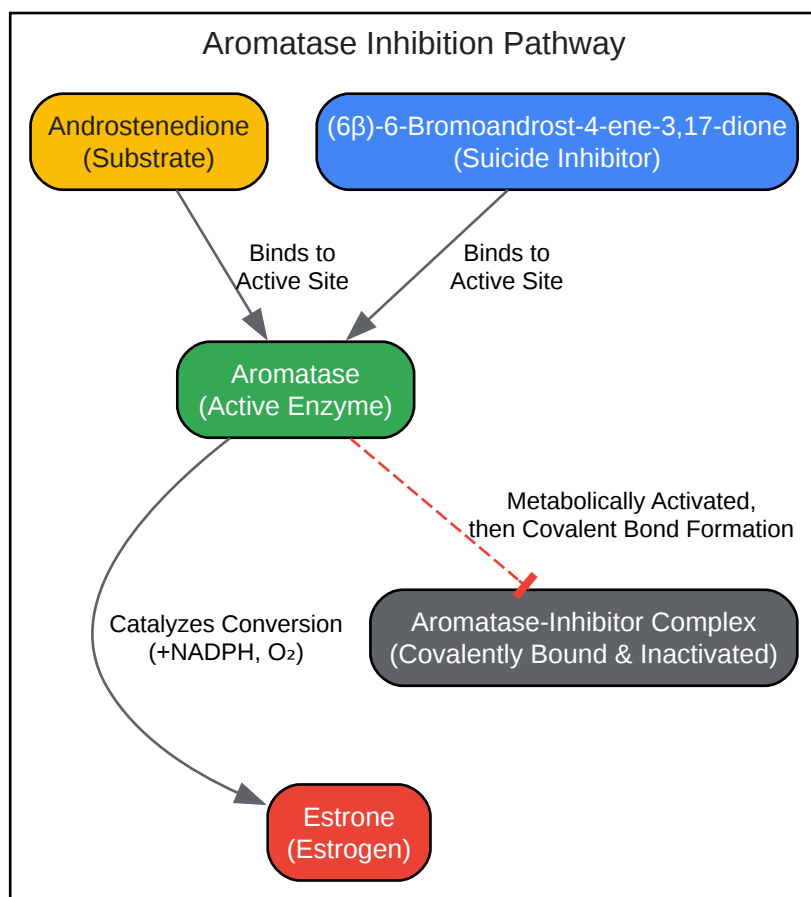 Aromatase Inhibition Pathway
Androstenedione
(Substrate)
(6β)-6-Bromoandrost-4-ene-3,17-dione
(Suicide Inhibitor)
Binds to
Active Site
Binds to
Active Site
Aromatase
(Active Enzyme)
Metabolically Activated,
then Covalent Bond Formation
Catalyzes Conversion
(+NADPH, O₂)
Aromatase-Inhibitor Complex
(Covalently Bound & Inactivated)
Estrone
(Estrogen)